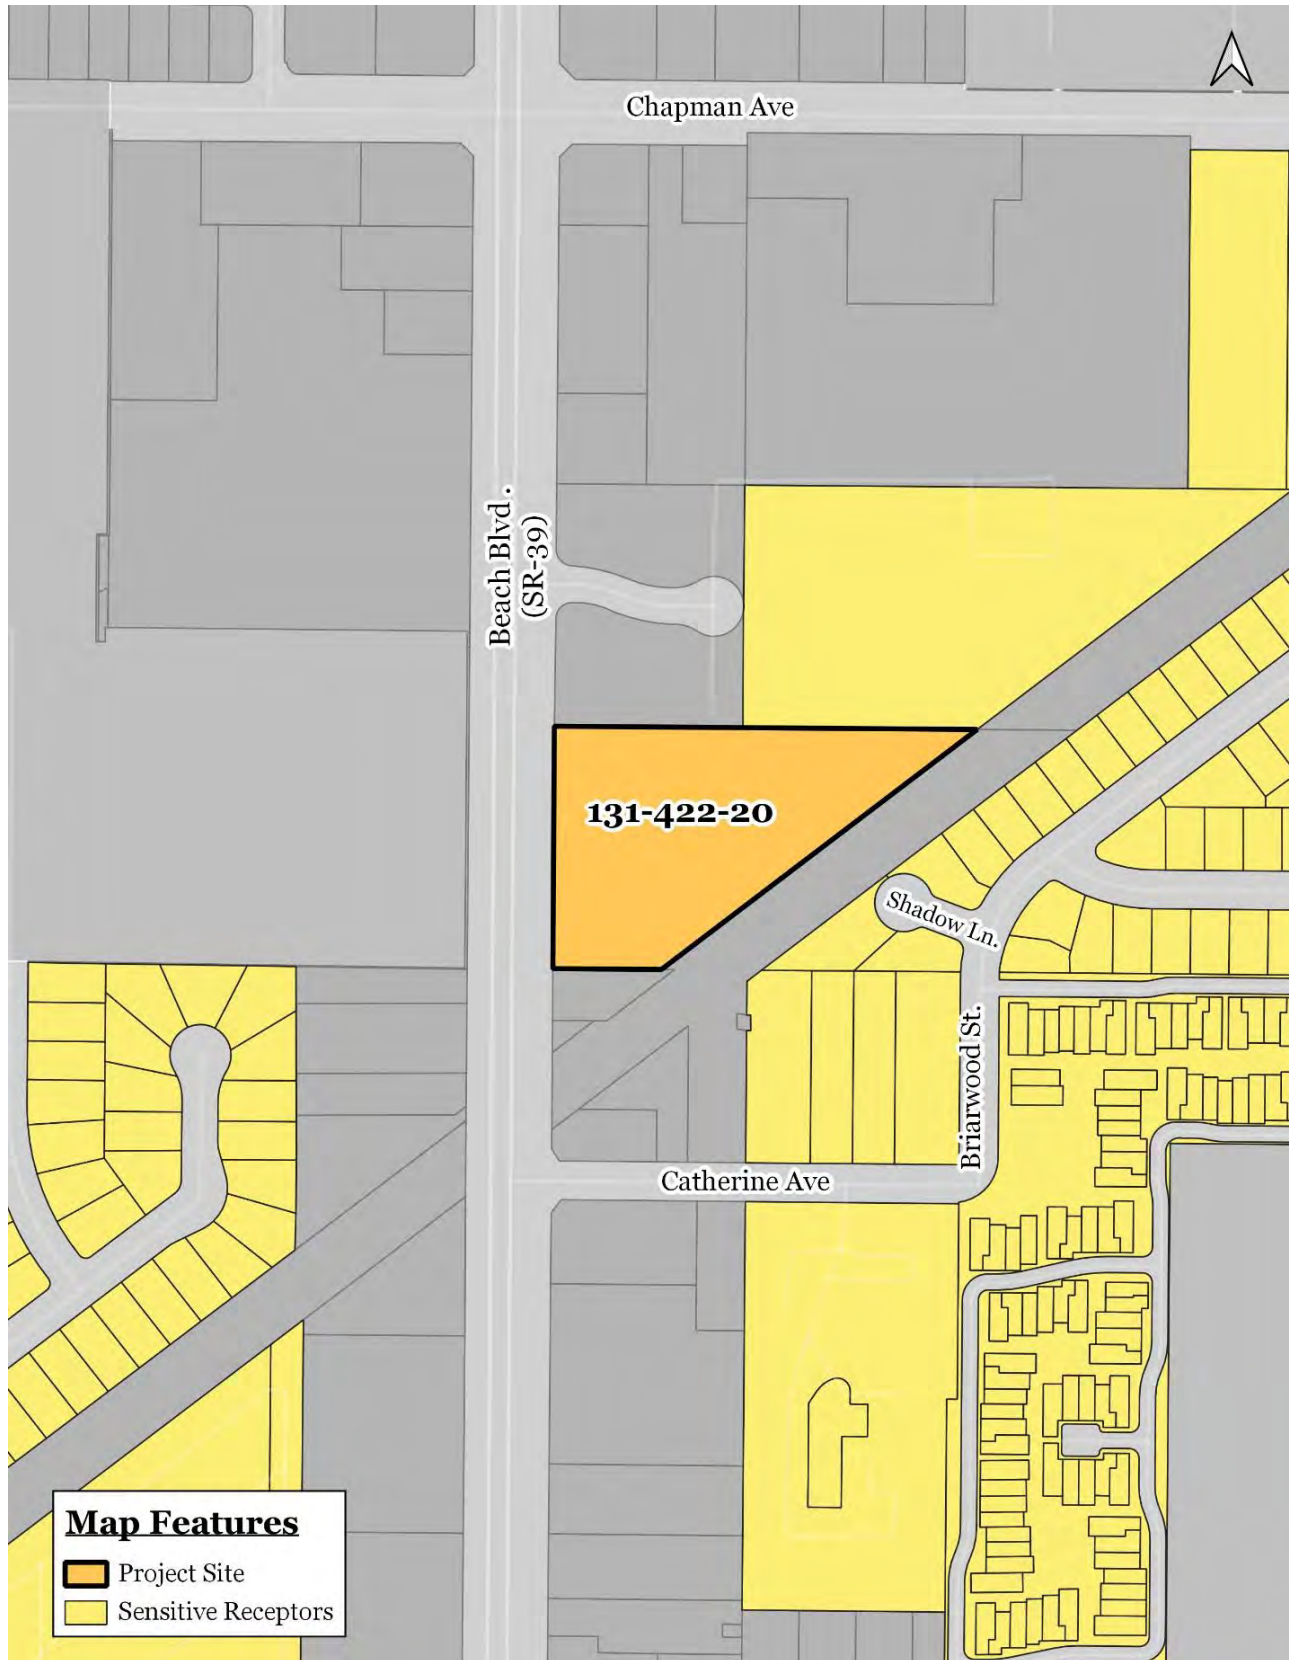 Chapman Ave
Beach Blvd.
(SR-39)
131-422-20
Shadow Ln.
Briarwood St.
Catherine Ave
Map Features
Project Site
Sensitive Receptors